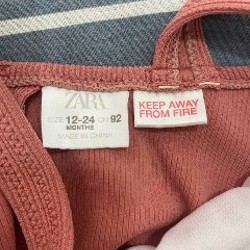 ZARA
SIZE 12-24 CM 92
MONTHS
MADE IN CHINA
KEEP AWAY
FROM FIRE